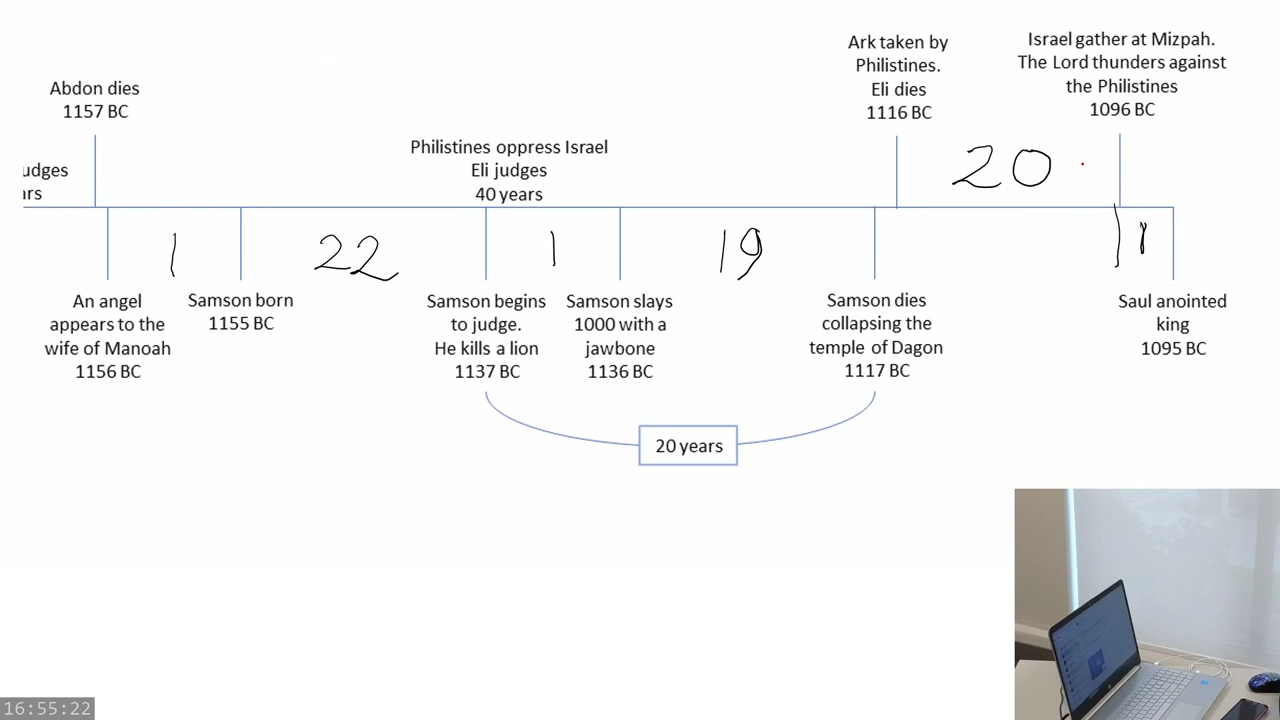 Abdon dies
1157 BC
Ark taken by
Philistines.
Eli dies
1116 BC
Israel gather at Mizpah.
The Lord thunders against
the Philistines
1096 BC
udges
Philistines oppress Israel
Eli judges
40 years
20
1
22
1
19
1
An angel
appears to the
wife of Manoah
1156 BC
Samson born
1155 BC
Samson begins
to judge.
He kills a lion
1137 BC
Samson slays
1000 with a
jawbone
1136 BC
Samson dies
collapsing the
temple of Dagon
1117 BC
Saul anointed
king
1095 BC
20 years
16:55:22